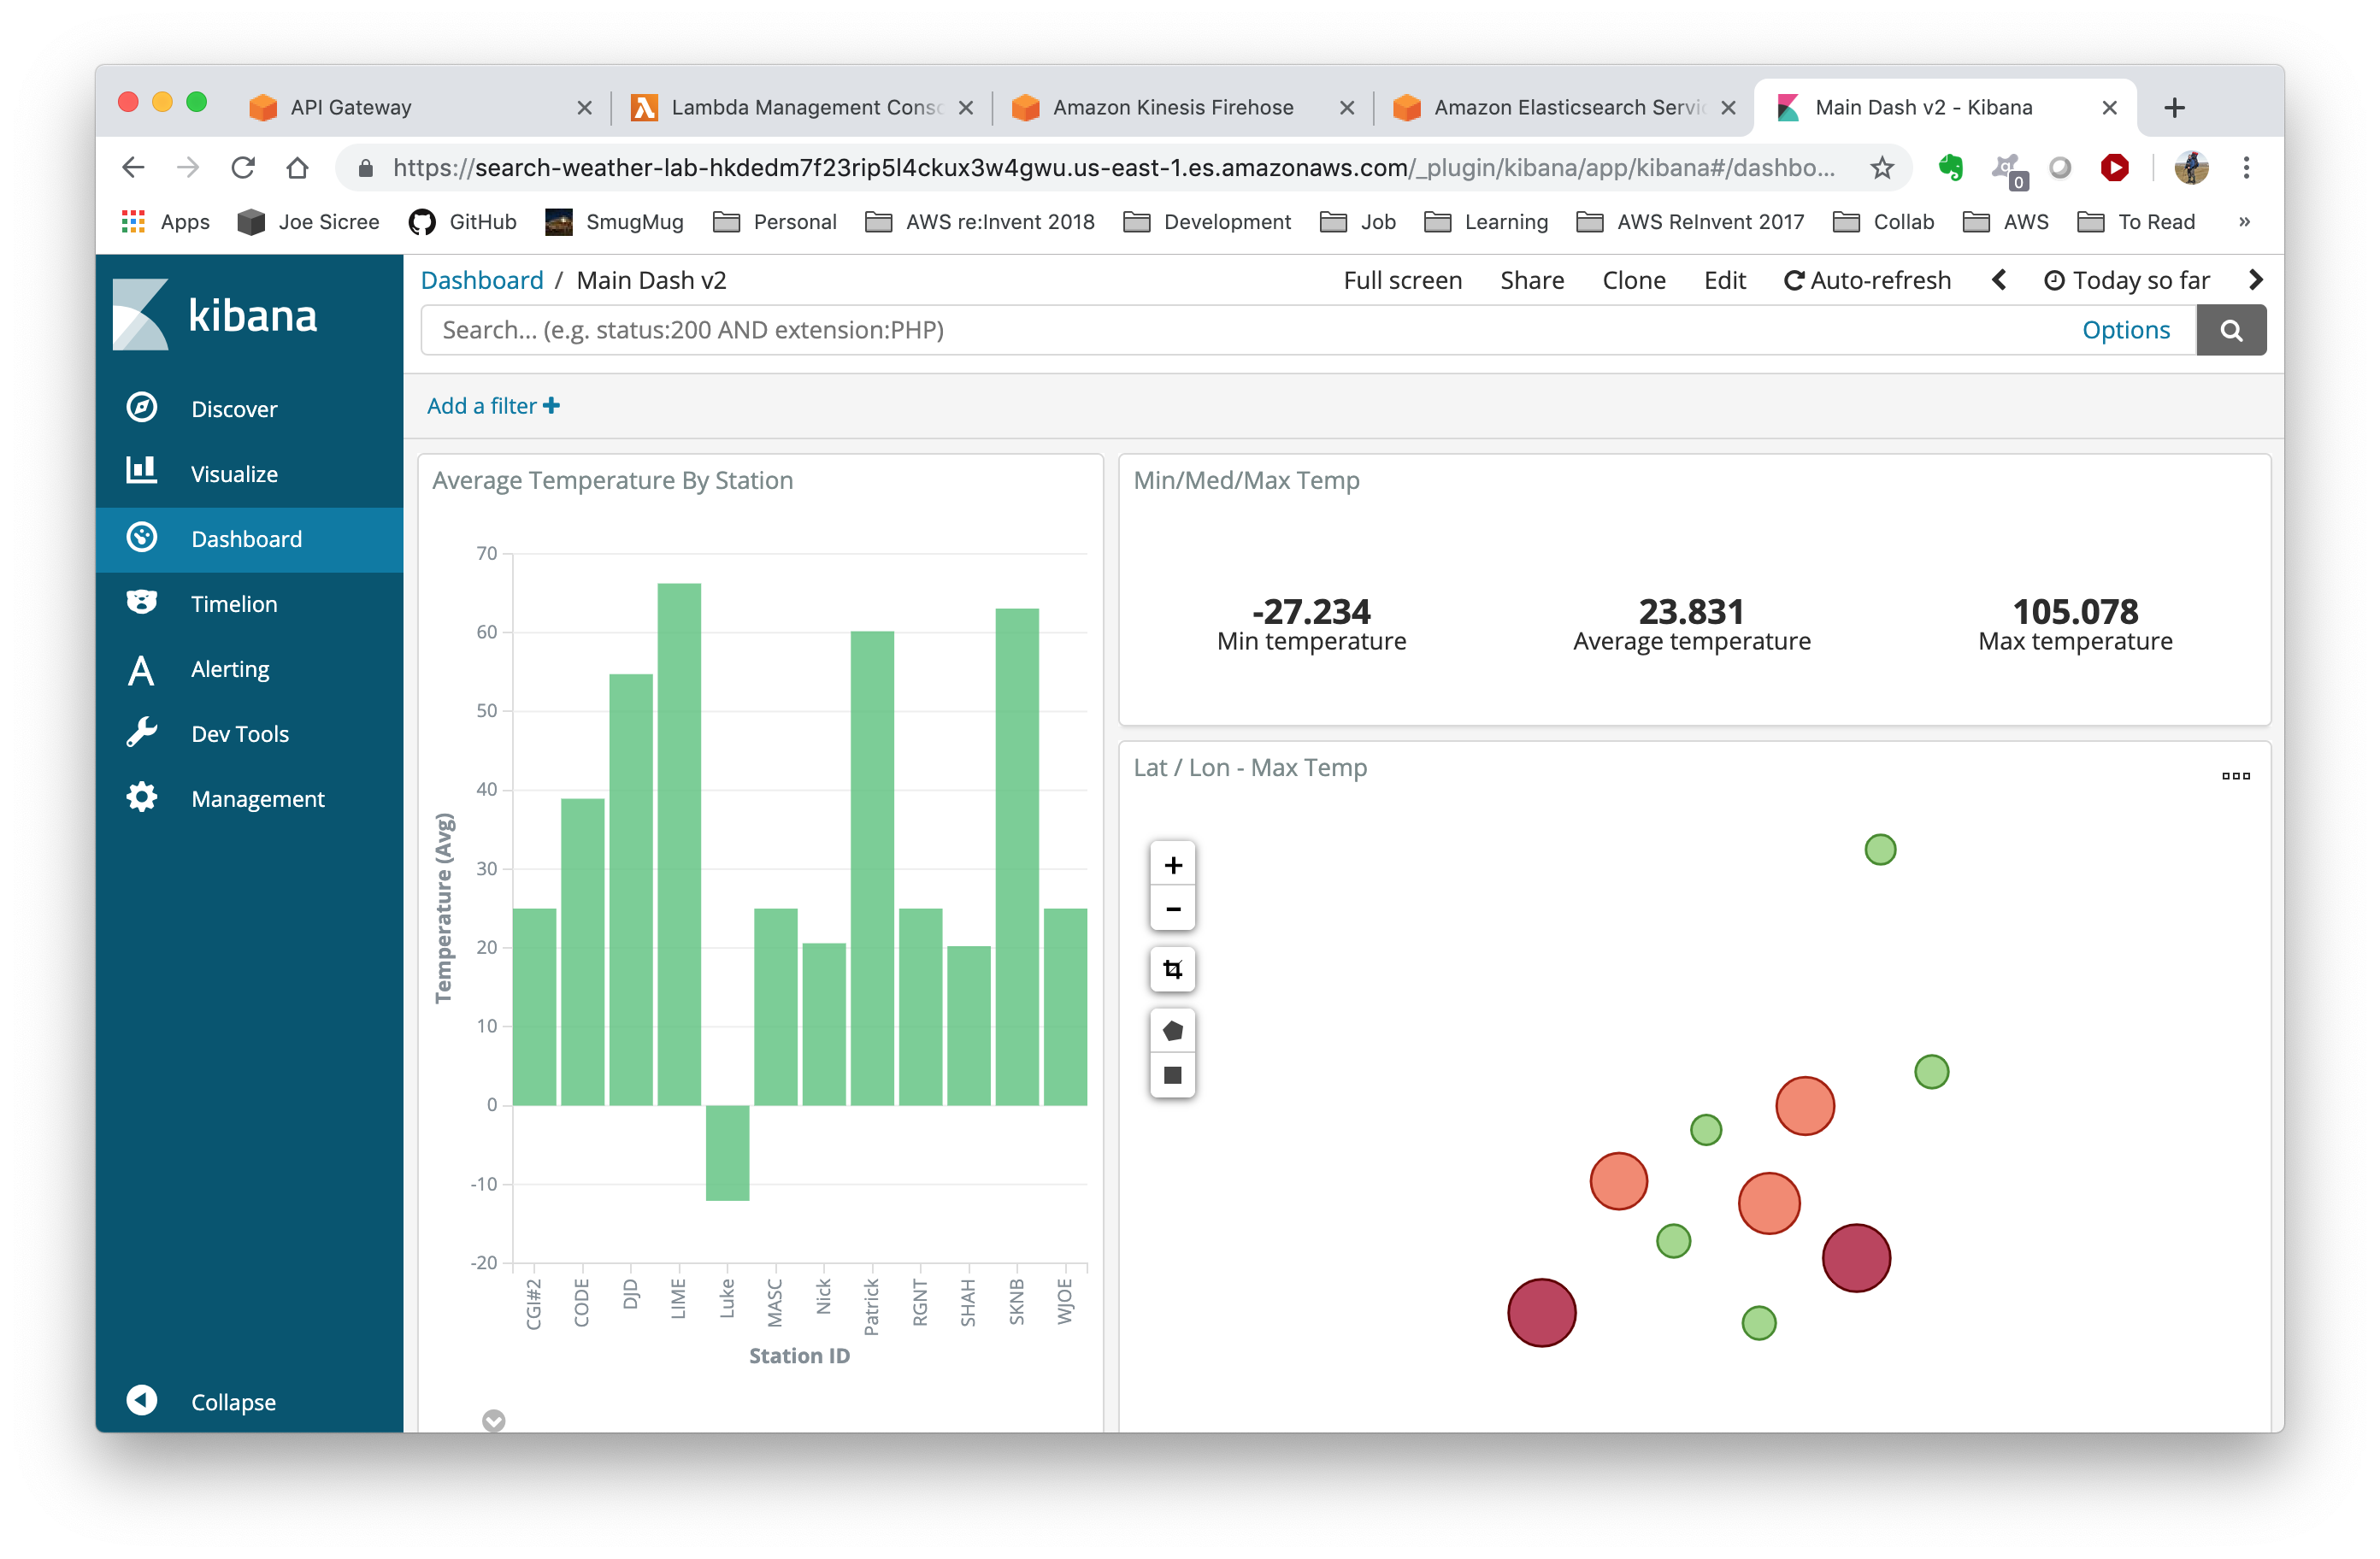 API Gateway
Lambda Management Consc
Amazon Kinesis Firehose
Amazon Elasticsearch Servic
Main Dash v2 - Kibana
https://search-weather-lab-hkdedm7f23rip5l4ckux3w4gwu.us-east-1.es.amazonaws.com/_plugin/kibana/app/kibana#/dashbo...
0
Apps
Joe Sicree
GitHub
SmugMug
Personal
AWS re:Invent 2018
Development
Job
Learning
AWS ReInvent 2017
Collab
AWS
To Read
»
kibana
Discover
Visualize
Dashboard
Timelion
Alerting
Dev Tools
Management
Collapse
Dashboard / Main Dash v2
Full screen
Share
Clone
Edit
Auto-refresh
Today so far
Search... (e.g. status:200 AND extension:PHP)
Options
Add a filter +
Average Temperature By Station
Temperature (Avg)
70
60
50
40
30
20
10
0
-10
-20
CGI#2
CODE
DJD
LIME
Luke
MASC
Nick
Patrick
RGNT
SHAH
SKNB
WJOE
Station ID
Min/Med/Max Temp
-27.234
Min temperature
23.831
Average temperature
105.078
Max temperature
Lat / Lon - Max Temp
+
−